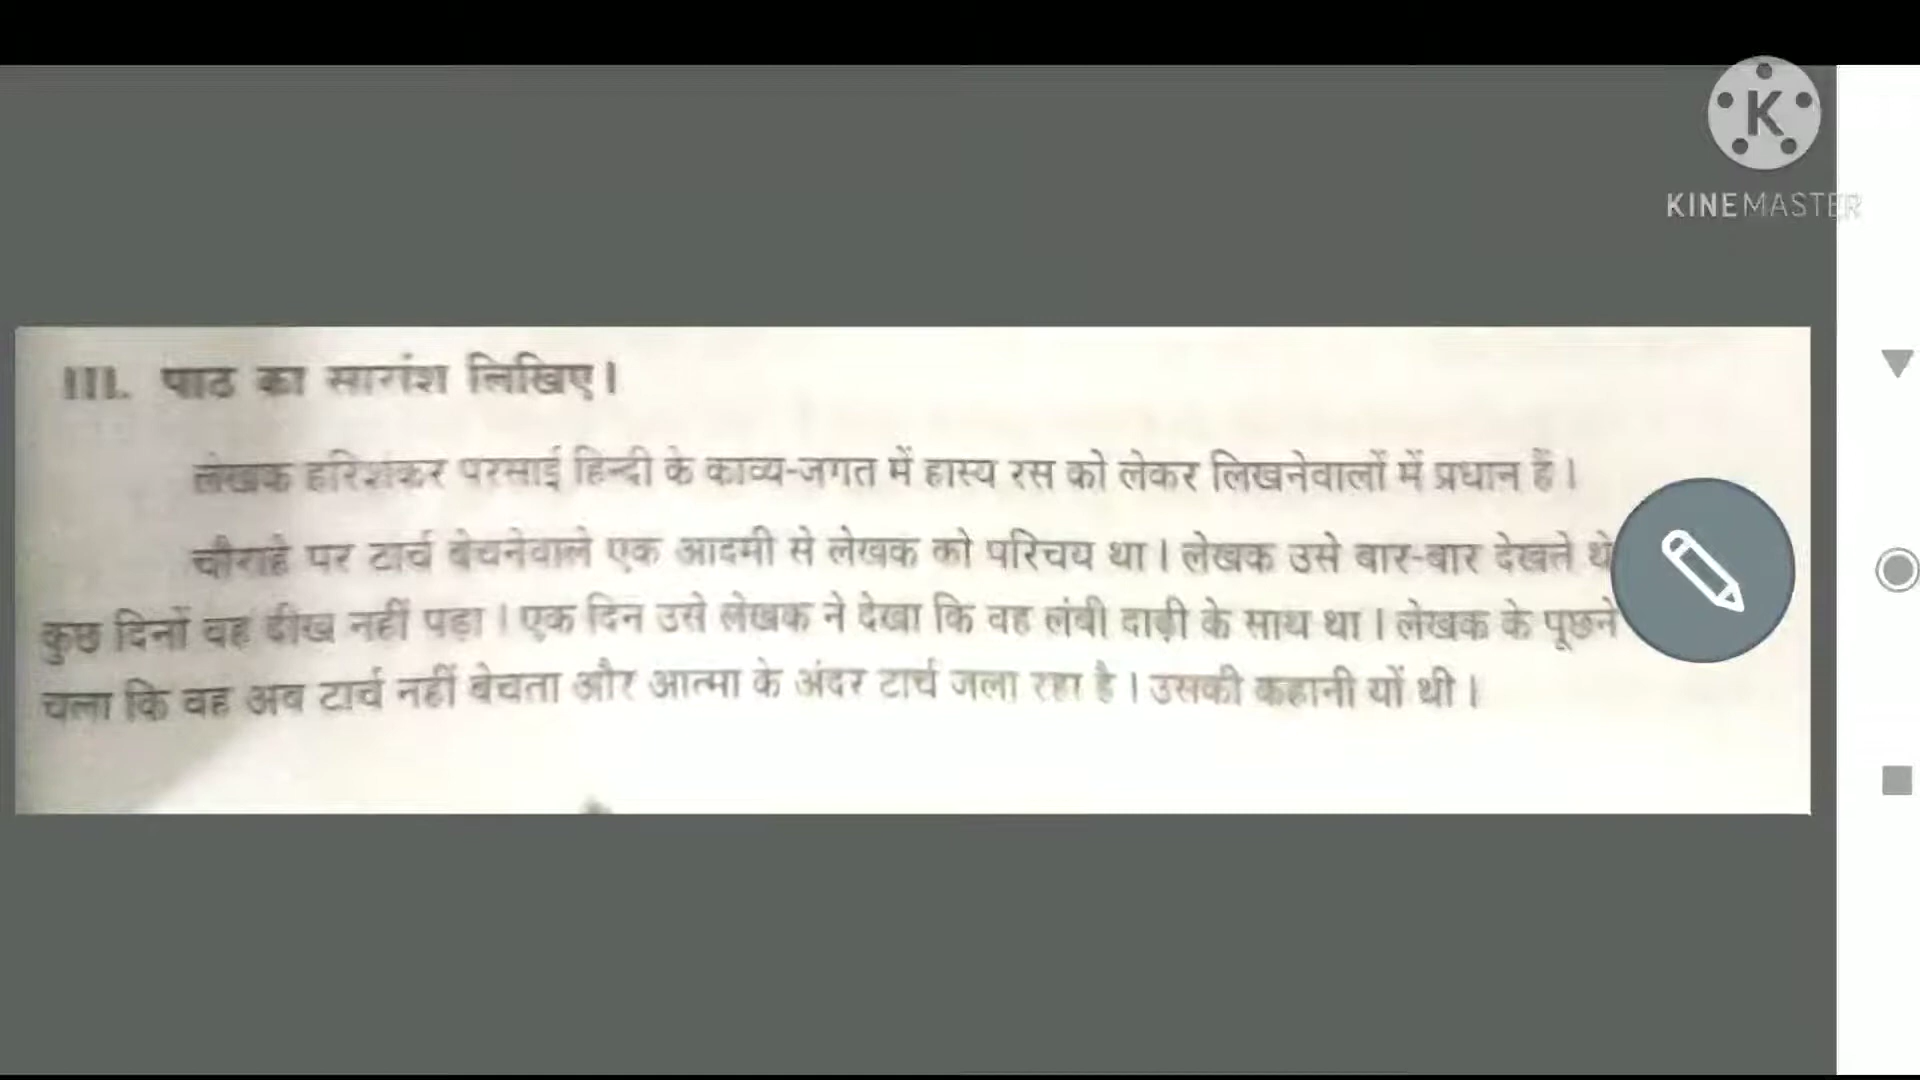 KINEMASTER
III. पाठ का सारांश लिखिए।
लेखक हरिशंकर परसाई हिन्दी के काव्य-जगत में हास्य रस को लेकर लिखनेवालों में प्रधान हैं।
चौराहे पर टार्च बेचनेवाले एक आदमी से लेखक को परिचय था। लेखक उसे बार-बार देखते थे
कुछ दिनों वह दीख नहीं पड़ा। एक दिन उसे लेखक ने देखा कि वह लंबी दाढ़ी के साथ था। लेखक के पूछने
चला कि वह अब टार्च नहीं बेचता और आत्मा के अंदर टार्च जला रहा है। उसकी कहानी यों थी।